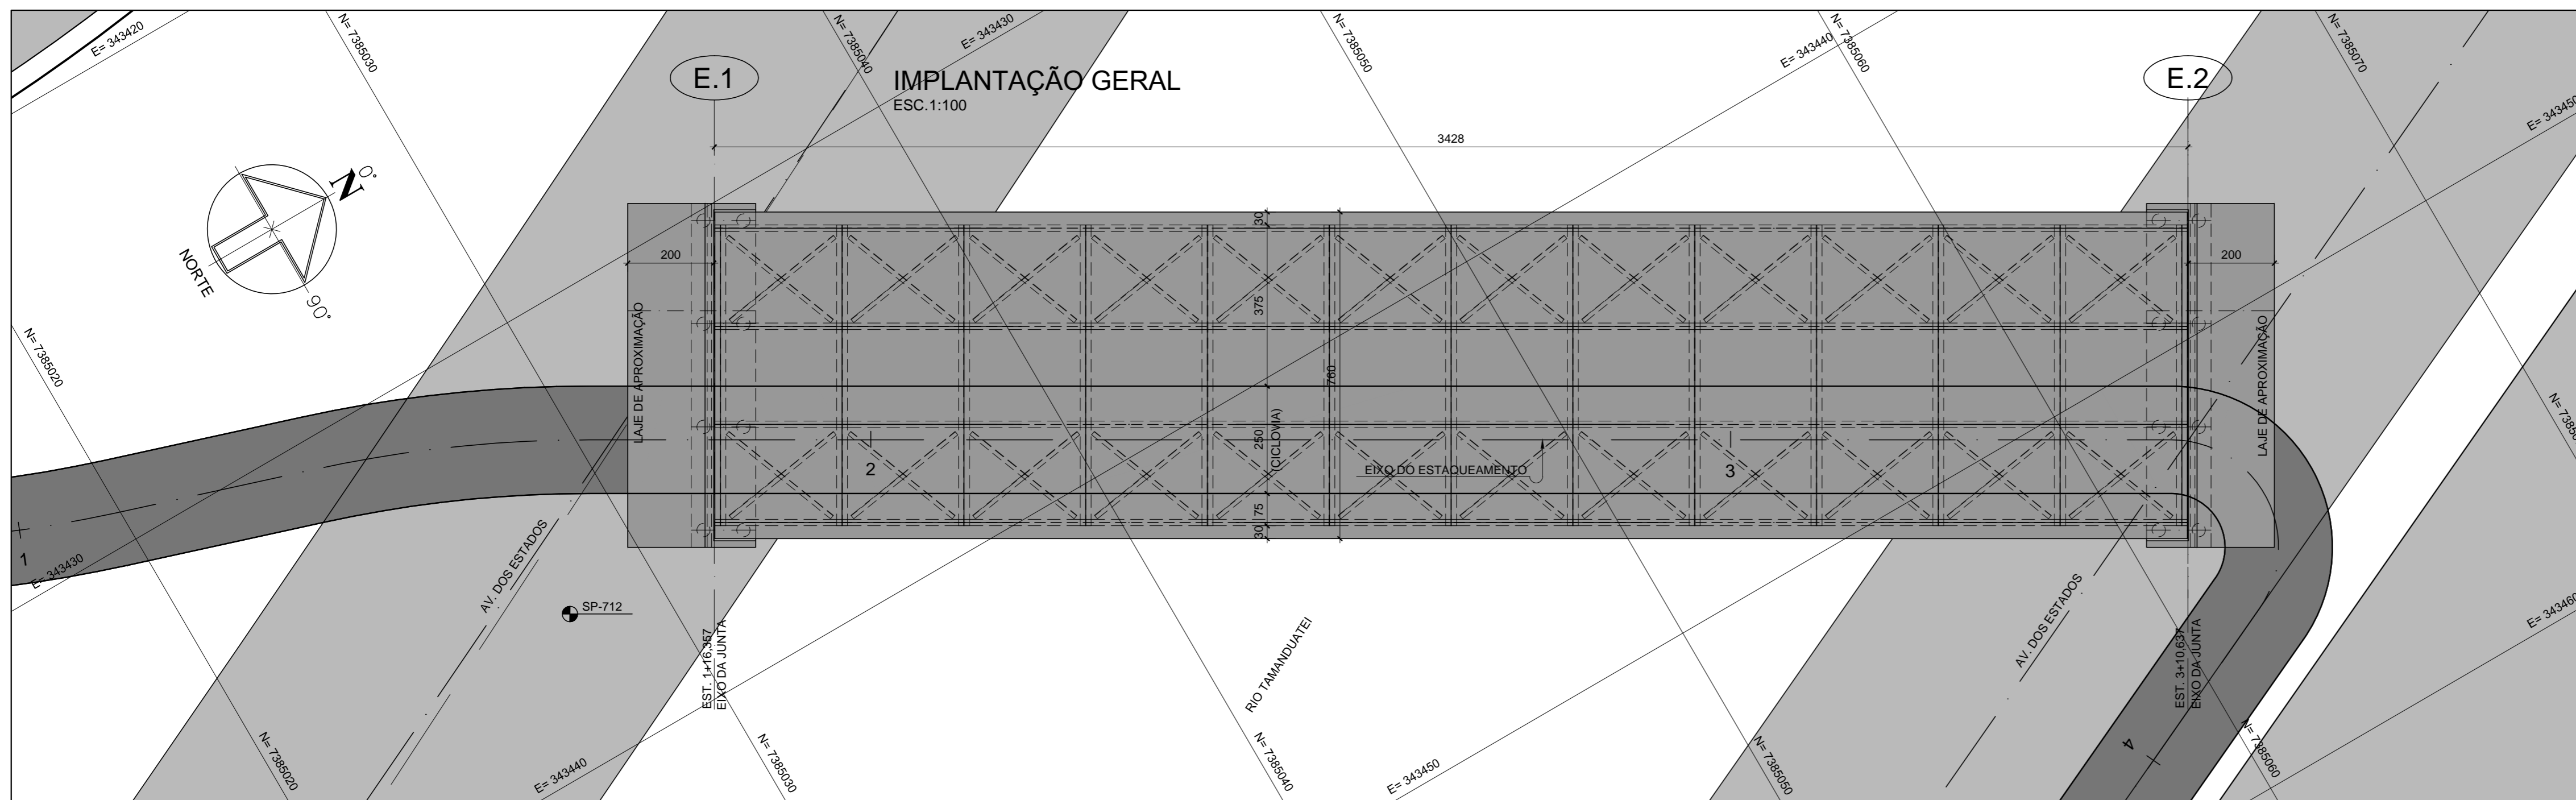 E= 343420
N= 7385030
N= 7385040
E= 343430
N= 7385050
E= 343440
N= 7385060
N= 7385070
E= 343450
E.1
IMPLANTAÇÃO GERAL
ESC.1:100
E.2
3428
N
0°
NORTE
90°
200
30
375
760
250
(CICLOVIA)
75
30
200
LAJE DE APROXIMAÇÃO
LAJE DE APROXIMAÇÃO
N= 7385020
2
EIXO DO ESTAQUEAMENTO
3
1
E= 343430
AV. DOS ESTADOS
SP-712
EST. 1+16,357
EIXO DA JUNTA
RIO TAMANDUATEI
AV. DOS ESTADOS
EST. 3+10,637
EIXO DA JUNTA
E= 343460
4
N= 7385020
E= 343440
N= 7385030
N= 7385040
E= 343450
N= 7385050
N= 7385060